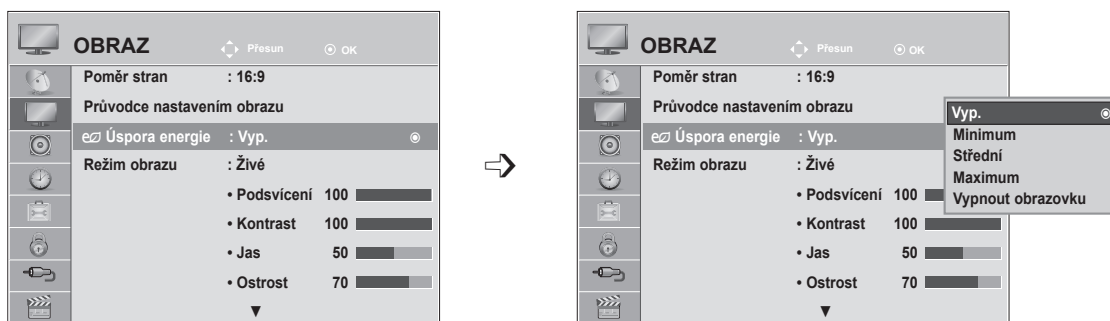 OBRAZ Přesun OK
Poměr stran : 16:9
Průvodce nastavením obrazu
Úspora energie : Vyp.
Režim obrazu : Živé
• Podsvícení 100
• Kontrast 100
• Jas 50
• Ostrost 70
OBRAZ Přesun OK
Poměr stran : 16:9
Průvodce nastavením obrazu
Úspora energie : Vyp.
Režim obrazu : Živé
• Podsvícení 100
• Kontrast 100
• Jas 50
• Ostrost 70
Vyp.
Minimum
Střední
Maximum
Vypnout obrazovku